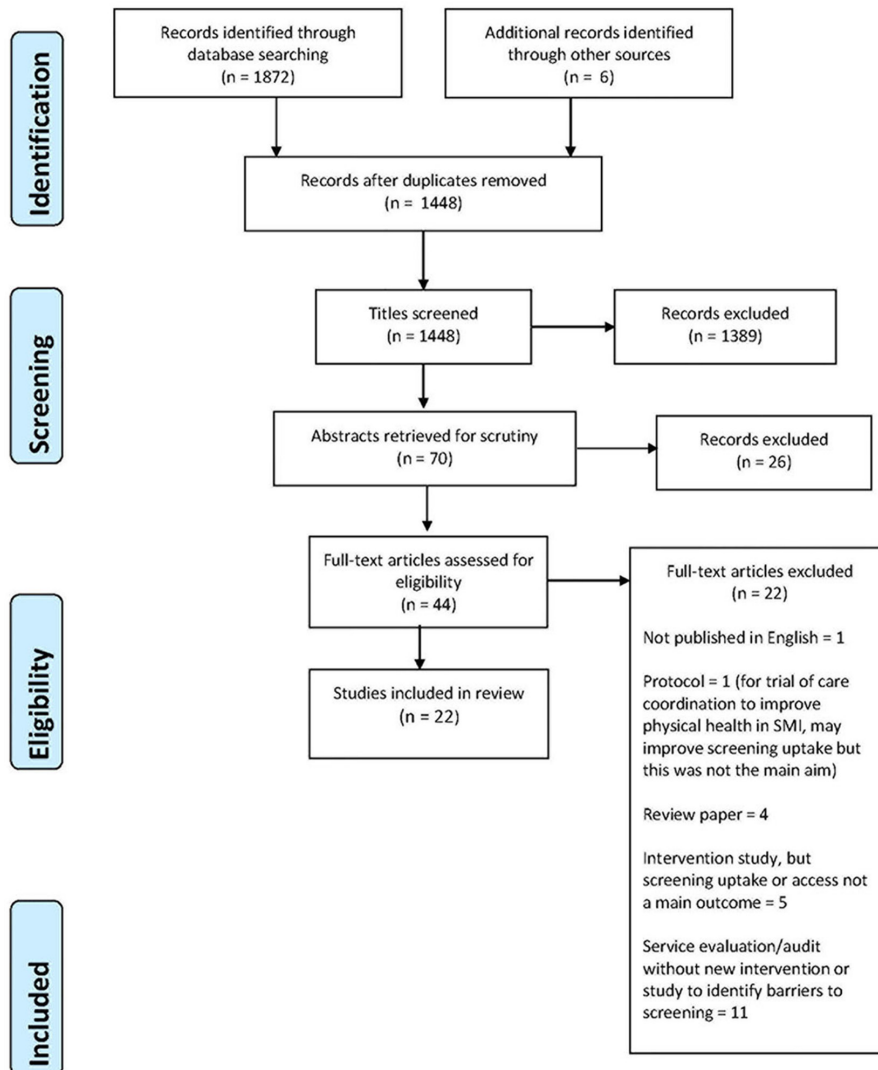 Identification
Records identified through
database searching
(n = 1872)
Additional records identified
through other sources
(n = 6)
Records after duplicates removed
(n = 1448)
Screening
Titles screened
(n = 1448)
Records excluded
(n = 1389)
Abstracts retrieved for scrutiny
(n = 70)
Records excluded
(n = 26)
Eligibility
Full-text articles assessed for
eligibility
(n = 44)
Full-text articles excluded
(n = 22)
Not published in English = 1
Protocol = 1 (for trial of care
coordination to improve
physical health in SMI, may
improve screening uptake but
this was not the main aim)
Review paper = 4
Intervention study, but
screening uptake or access not
a main outcome = 5
Service evaluation/audit
without new intervention or
study to identify barriers to
screening = 11
Studies included in review
(n = 22)
Included